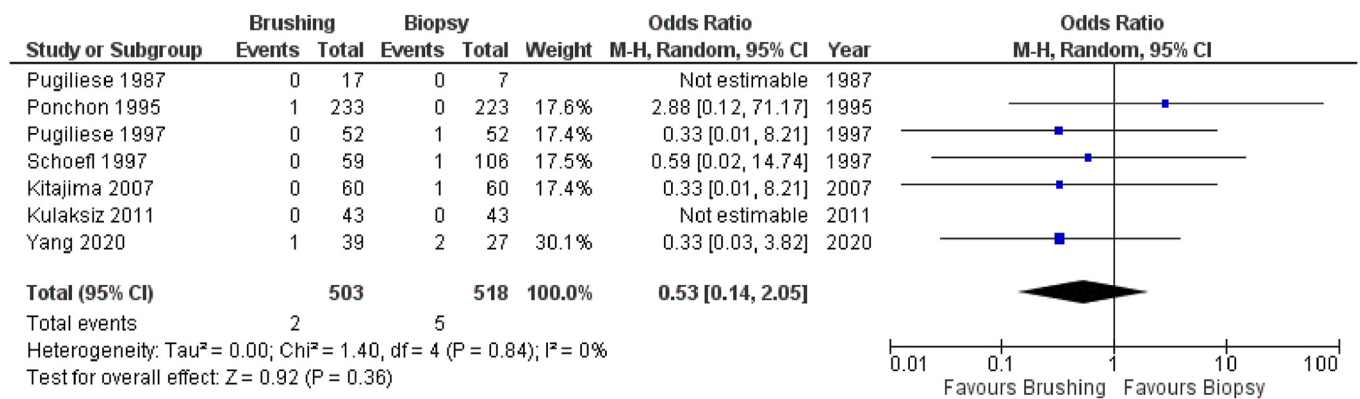 Brushing Biopsy Odds Ratio Odds Ratio
Study or Subgroup Events Total Events Total Weight M-H, Random, 95% CI Year M-H, Random, 95% CI
Pugiliese 1987 0 17 0 7 Not estimable 1987
Ponchon 1995 1 233 0 223 17.6% 2.88 [0.12, 71.17] 1995
Pugiliese 1997 0 52 1 52 17.4% 0.33 [0.01, 8.21] 1997
Schoefl 1997 0 59 1 106 17.5% 0.59 [0.02, 14.74] 1997
Kitajima 2007 0 60 1 60 17.4% 0.33 [0.01, 8.21] 2007
Kulaksiz 2011 0 43 0 43 Not estimable 2011
Yang 2020 1 39 2 27 30.1% 0.33 [0.03, 3.82] 2020
Total (95% CI) 503 518 100.0% 0.53 [0.14, 2.05]
Total events 2 5
Heterogeneity: Tau² = 0.00; Chi² = 1.40, df = 4 (P = 0.84); I² = 0%
Test for overall effect: Z = 0.92 (P = 0.36)
0.01 0.1 1 10 100
Favours Brushing Favours Biopsy